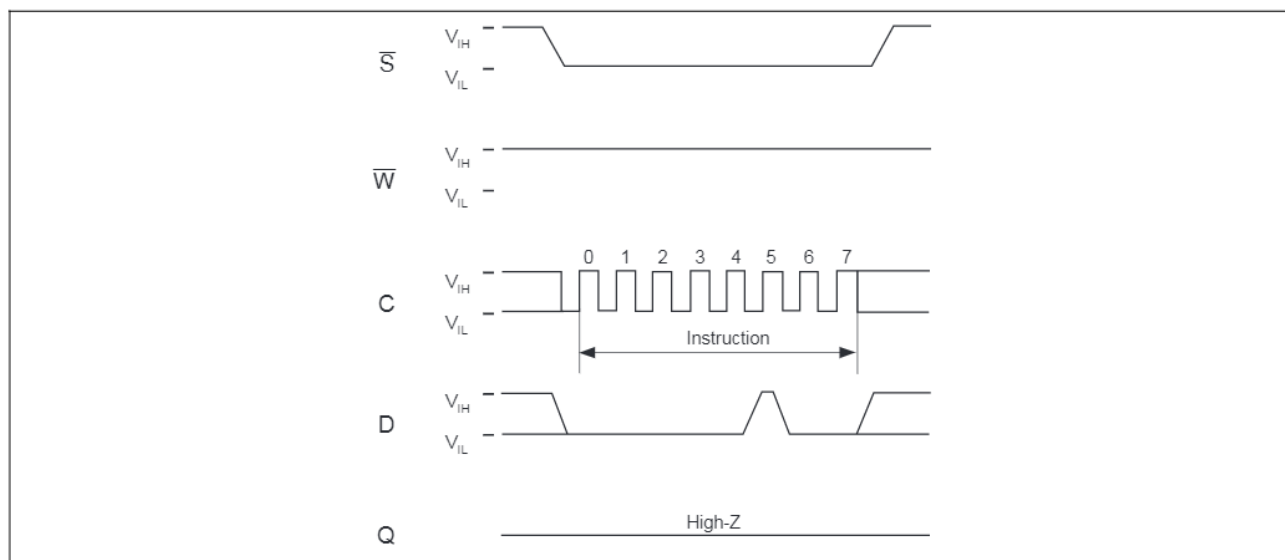 V_IH
S̅
V_IL
V_IH
W̅
V_IL
0 1 2 3 4 5 6 7
V_IH
C
V_IL
Instruction
V_IH
D
V_IL
High-Z
Q